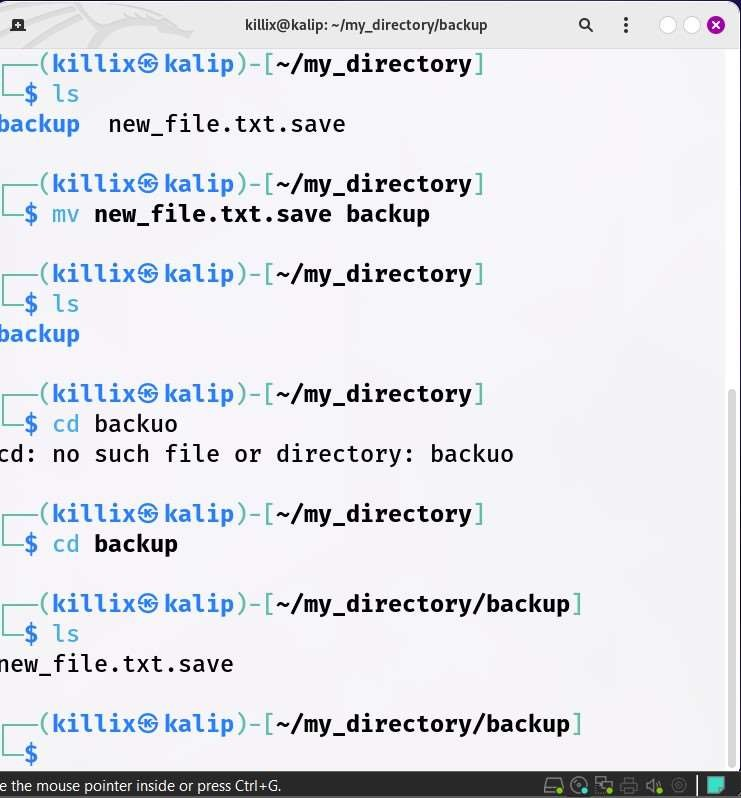 killix@kalip: ~/my_directory/backup
(killix㉿kalip)-[~/my_directory]
$ ls
backup  new_file.txt.save
(killix㉿kalip)-[~/my_directory]
$ mv new_file.txt.save backup
(killix㉿kalip)-[~/my_directory]
$ ls
backup
(killix㉿kalip)-[~/my_directory]
$ cd backuo
cd: no such file or directory: backuo
(killix㉿kalip)-[~/my_directory]
$ cd backup
(killix㉿kalip)-[~/my_directory/backup]
$ ls
new_file.txt.save
(killix㉿kalip)-[~/my_directory/backup]
$
e the mouse pointer inside or press Ctrl+G.